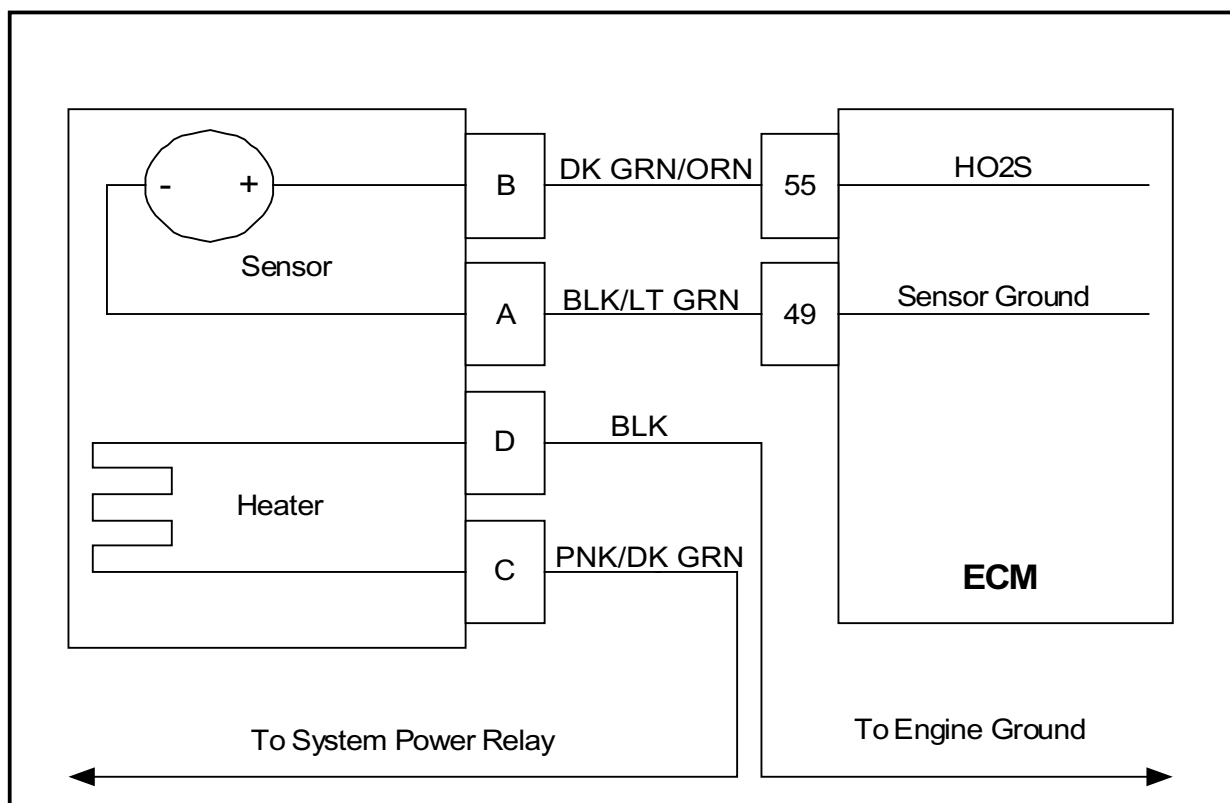 B
DK GRN/ORN
55
HO2S
- +
Sensor
A
BLK/LT GRN
49
Sensor Ground
D
BLK
Heater
C
PNK/DK GRN
ECM
To System Power Relay
To Engine Ground